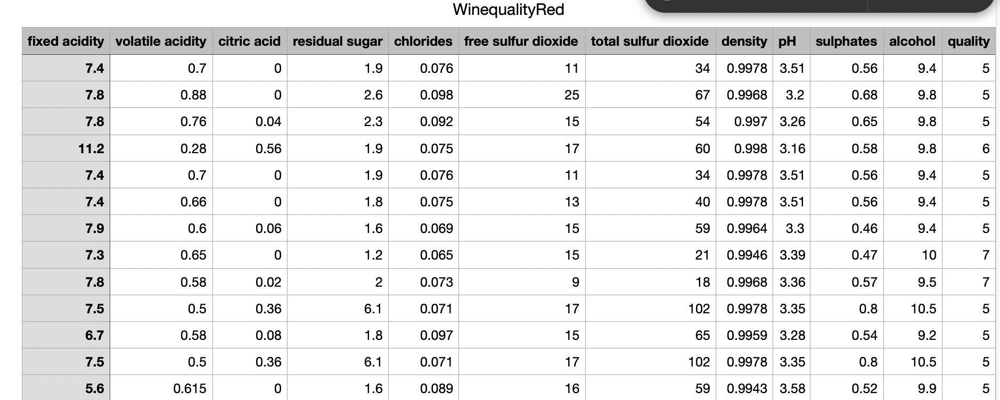 WinequalityRed
fixed acidity volatile acidity citric acid residual sugar chlorides free sulfur dioxide total sulfur dioxide density pH sulphates alcohol quality
7.4 0.7 0 1.9 0.076 11 34 0.9978 3.51 0.56 9.4 5
7.8 0.88 0 2.6 0.098 25 67 0.9968 3.2 0.68 9.8 5
7.8 0.76 0.04 2.3 0.092 15 54 0.997 3.26 0.65 9.8 5
11.2 0.28 0.56 1.9 0.075 17 60 0.998 3.16 0.58 9.8 6
7.4 0.7 0 1.9 0.076 11 34 0.9978 3.51 0.56 9.4 5
7.4 0.66 0 1.8 0.075 13 40 0.9978 3.51 0.56 9.4 5
7.9 0.6 0.06 1.6 0.069 15 59 0.9964 3.3 0.46 9.4 5
7.3 0.65 0 1.2 0.065 15 21 0.9946 3.39 0.47 10 7
7.8 0.58 0.02 2 0.073 9 18 0.9968 3.36 0.57 9.5 7
7.5 0.5 0.36 6.1 0.071 17 102 0.9978 3.35 0.8 10.5 5
6.7 0.58 0.08 1.8 0.097 15 65 0.9959 3.28 0.54 9.2 5
7.5 0.5 0.36 6.1 0.071 17 102 0.9978 3.35 0.8 10.5 5
5.6 0.615 0 1.6 0.089 16 59 0.9943 3.58 0.52 9.9 5